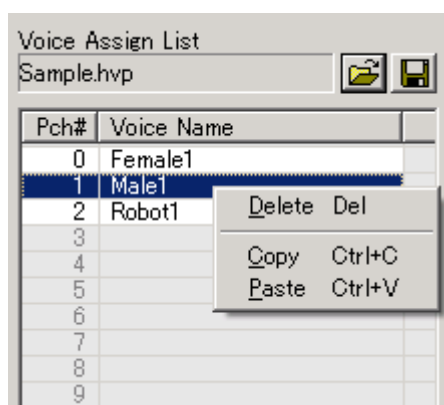 Voice Assign List
Sample.hvp
Pch# Voice Name
0 Female1
1 Male1
2 Robot1
Delete Del
3
4
Copy Ctrl+C
5
Paste Ctrl+V
6
7
8
9